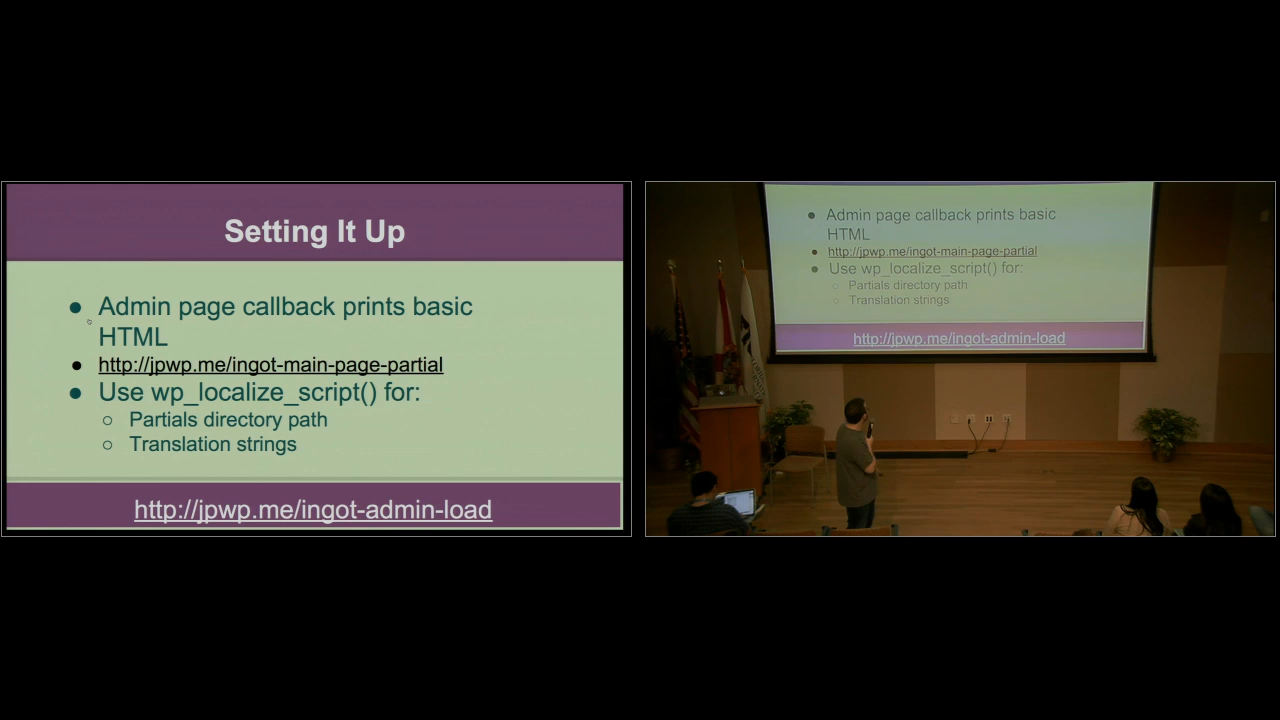 Setting It Up
● Admin page callback prints basic
HTML
● http://jpwp.me/ingot-main-page-partial
● Use wp_localize_script() for:
○ Partials directory path
○ Translation strings
http://jpwp.me/ingot-admin-load
● Admin page callback prints basic
HTML
● http://jpwp.me/ingot-main-page-partial
● Use wp_localize_script() for:
○ Partials directory path
○ Translation strings
http://jpwp.me/ingot-admin-load